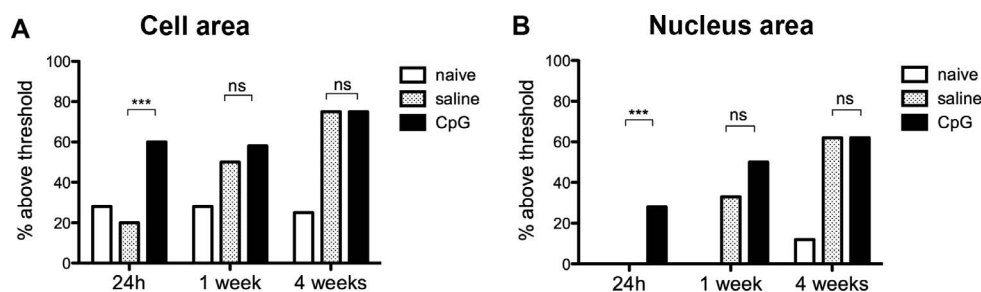 A
Cell area
% above threshold
100
80
60
40
20
0
***
ns
ns
naive
saline
CpG
24h
1 week
4 weeks
B
Nucleus area
% above threshold
100
80
60
40
20
0
***
ns
ns
naive
saline
CpG
24h
1 week
4 weeks